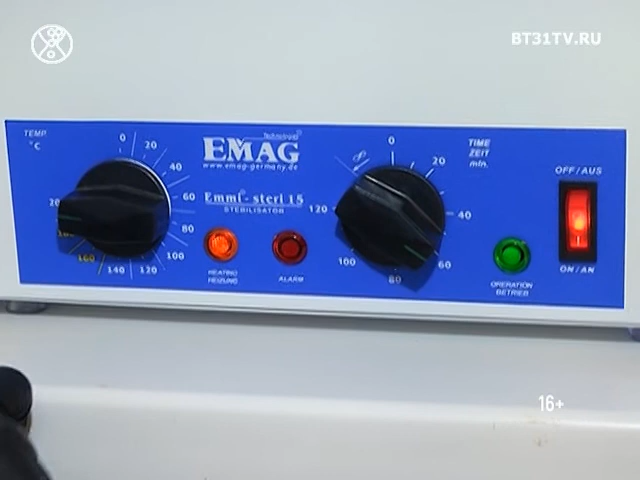 BT31TV.RU
TEMP
°C
0
20
40
60
80
100
120
140
160
Technologies
EMAG
www.emag-germany.de
Emmi®-steri 15
STERILISATOR
HEATING
HEIZUNG
ALARM
0
20
40
60
80
100
120
TIME
ZEIT
min.
OPERATION
BETRIEB
OFF/AUS
ON/AN
16+